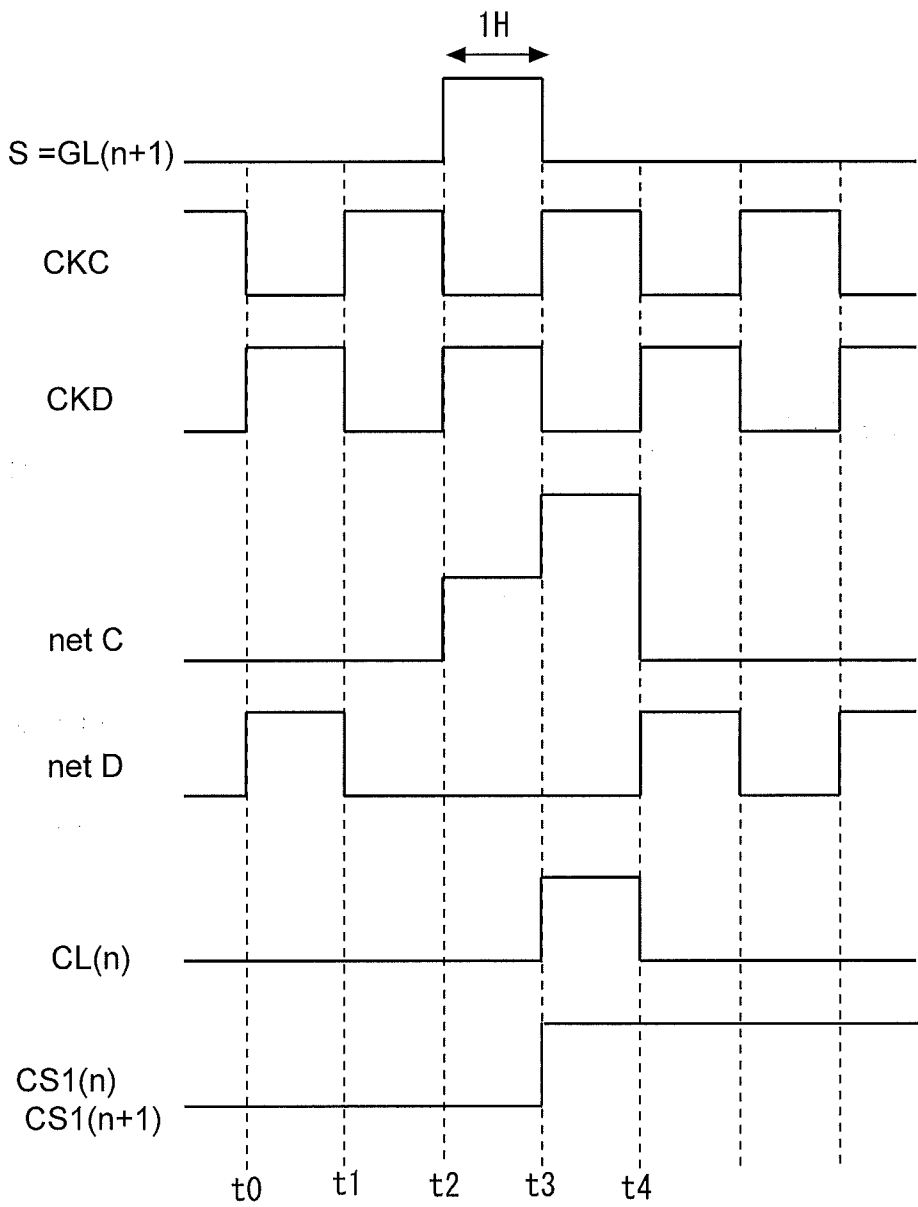 1H
S =GL(n+1)
CKC
CKD
net C
net D
CL(n)
CS1(n)
CS1(n+1)
t0 t1 t2 t3 t4